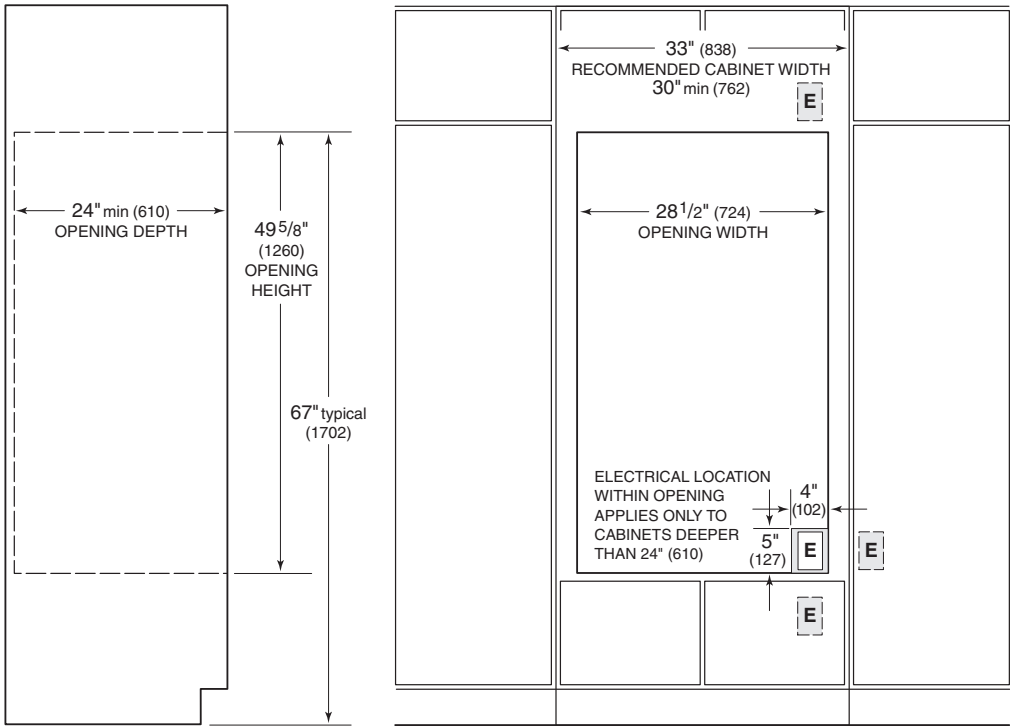 33" (838)
RECOMMENDED CABINET WIDTH
30" min (762)
E
24" min (610)
OPENING DEPTH
49 5/8"
(1260)
OPENING
HEIGHT
67" typical
(1702)
28 1/2" (724)
OPENING WIDTH
ELECTRICAL LOCATION
WITHIN OPENING
APPLIES ONLY TO
CABINETS DEEPER
THAN 24" (610)
4"
(102)
5"
(127)
E
E
E